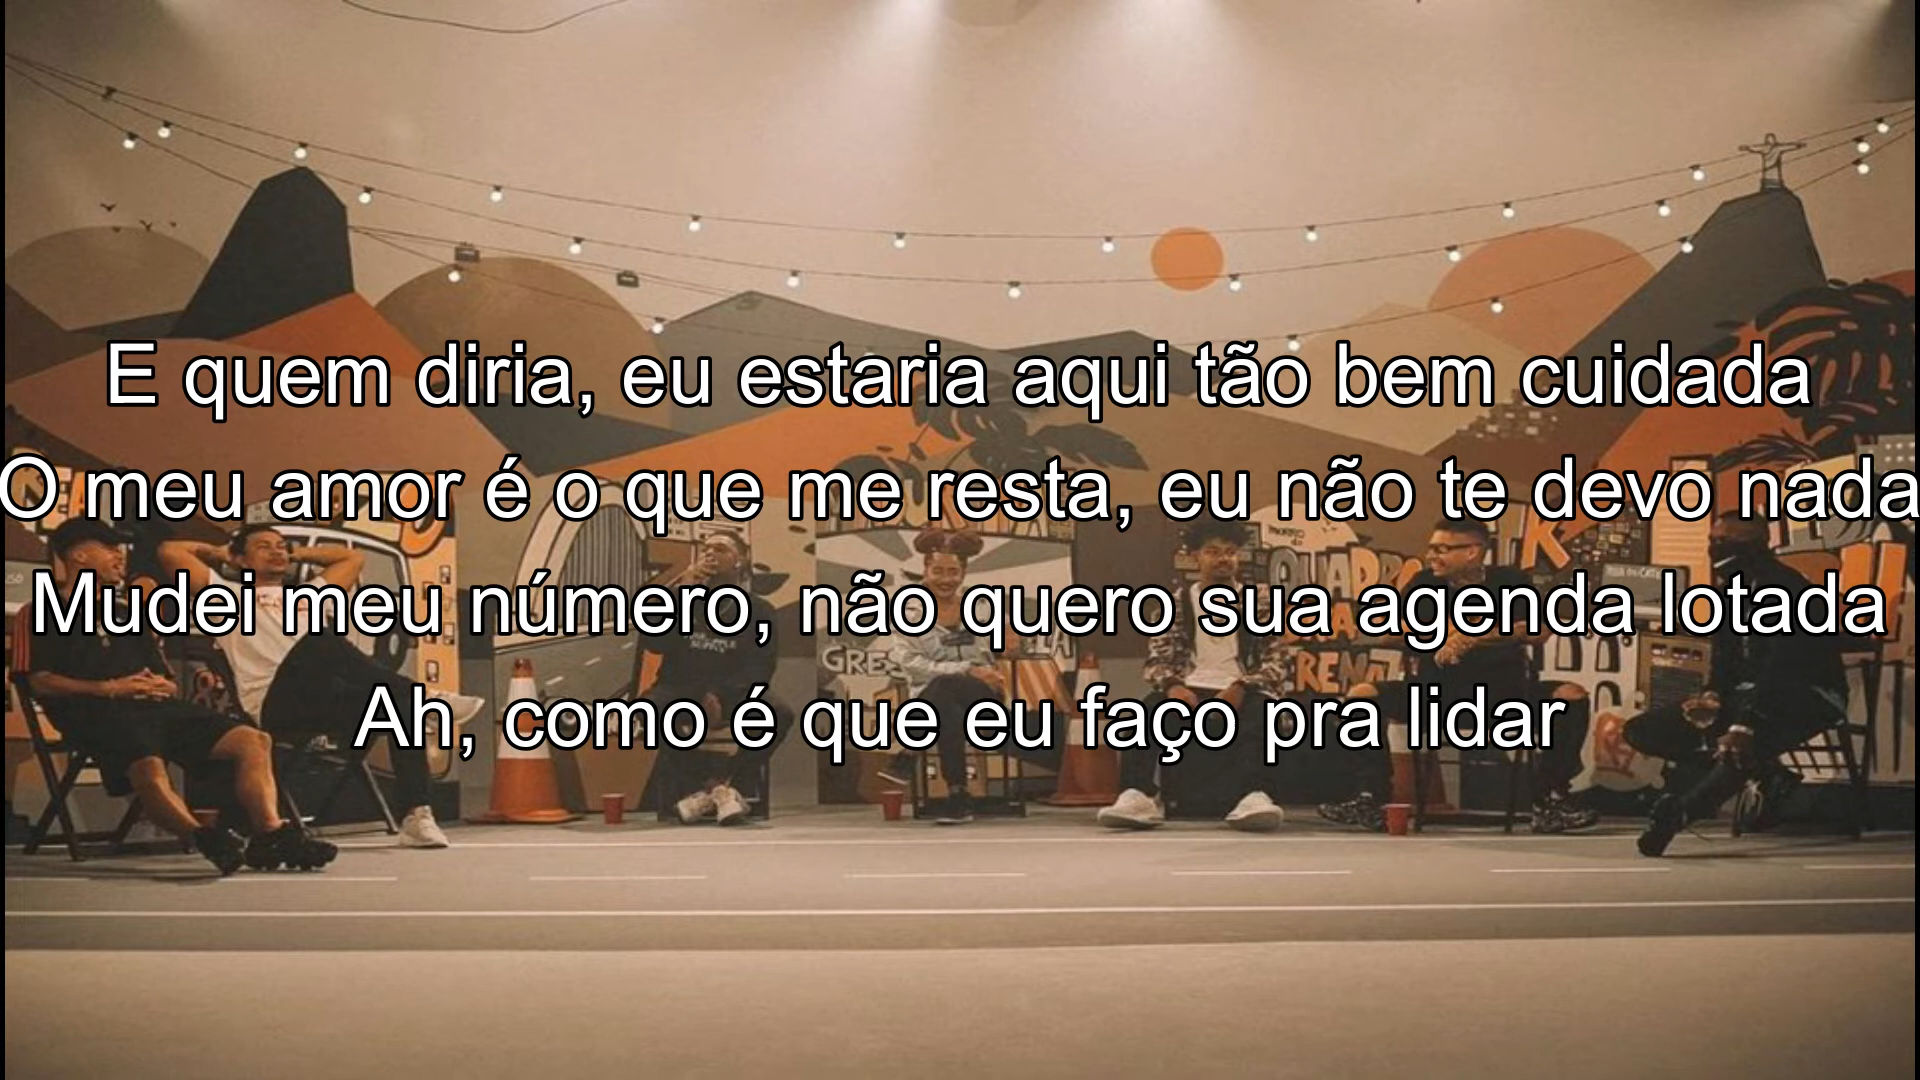 E quem diria, eu estaria aqui tão bem cuidada
O meu amor é o que me resta, eu não te devo nada
Mudei meu número, não quero sua agenda lotada
Ah, como é que eu faço pra lidar
GRES